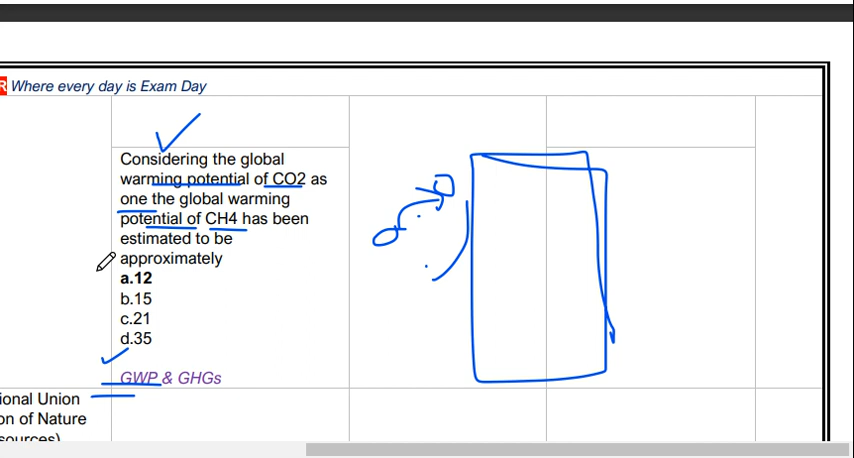 R Where every day is Exam Day
Considering the global
warming potential of CO2 as
one the global warming
potential of CH4 has been
estimated to be
approximately
a.12
b.15
c.21
d.35
GWP & GHGs
ional Union
on of Nature
sources)